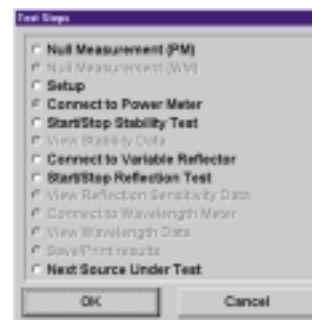 Test Steps
Null Measurement (PM)
Null Measurement (WM)
Setup
Connect to Power Meter
Start/Stop Stability Test
View Stability Data
Connect to Variable Reflector
Start/Stop Reflection Test
View Reflection Sensitivity Data
Connect to Wavelength Meter
View Wavelength Data
Save/Print results
Next Source Under Test
OK
Cancel